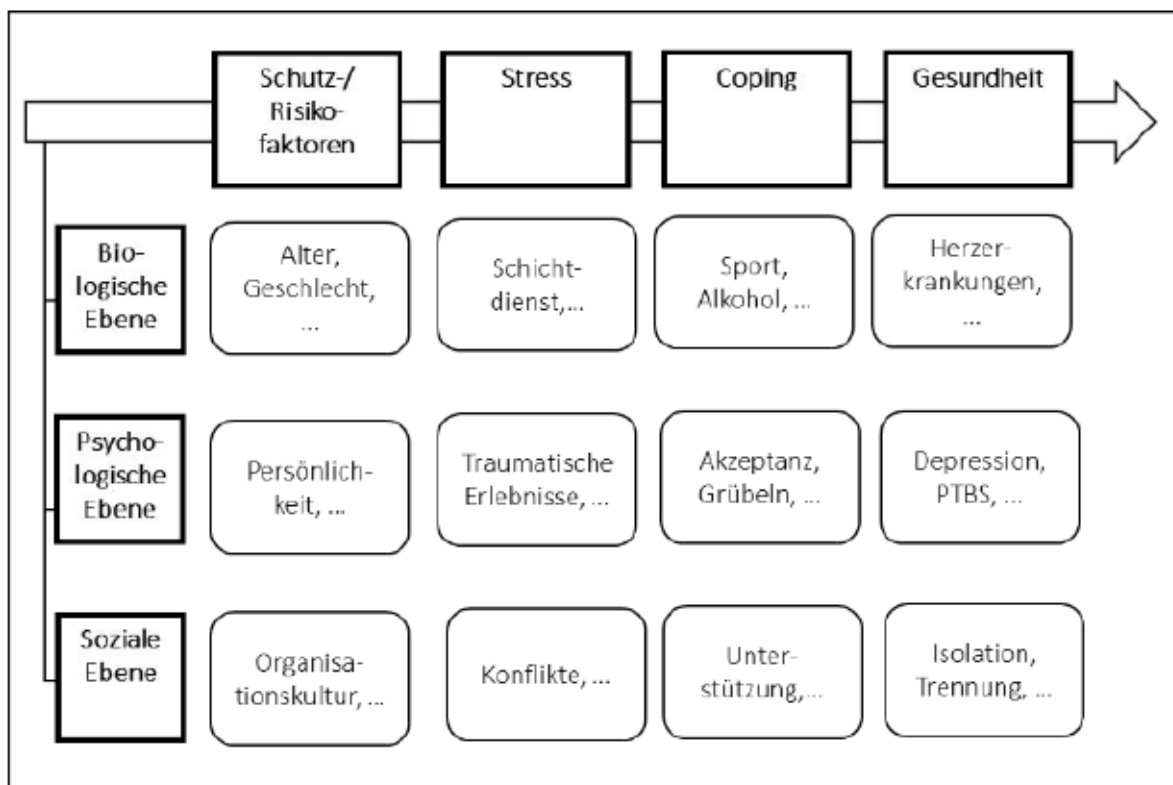 Schutz-/
Risiko-
faktoren
Stress
Coping
Gesundheit
Bio-
logische
Ebene
Alter,
Geschlecht,
...
Schicht-
dienst,...
Sport,
Alkohol, ...
Herzer-
krankungen,
...
Psycho-
logische
Ebene
Persönlich-
keit, ...
Traumatische
Erlebnisse, ...
Akzeptanz,
Grübeln, ...
Depression,
PTBS, ...
Soziale
Ebene
Organisa-
tionskultur, ...
Konflikte, ...
Unter-
stützung,...
Isolation,
Trennung, ...